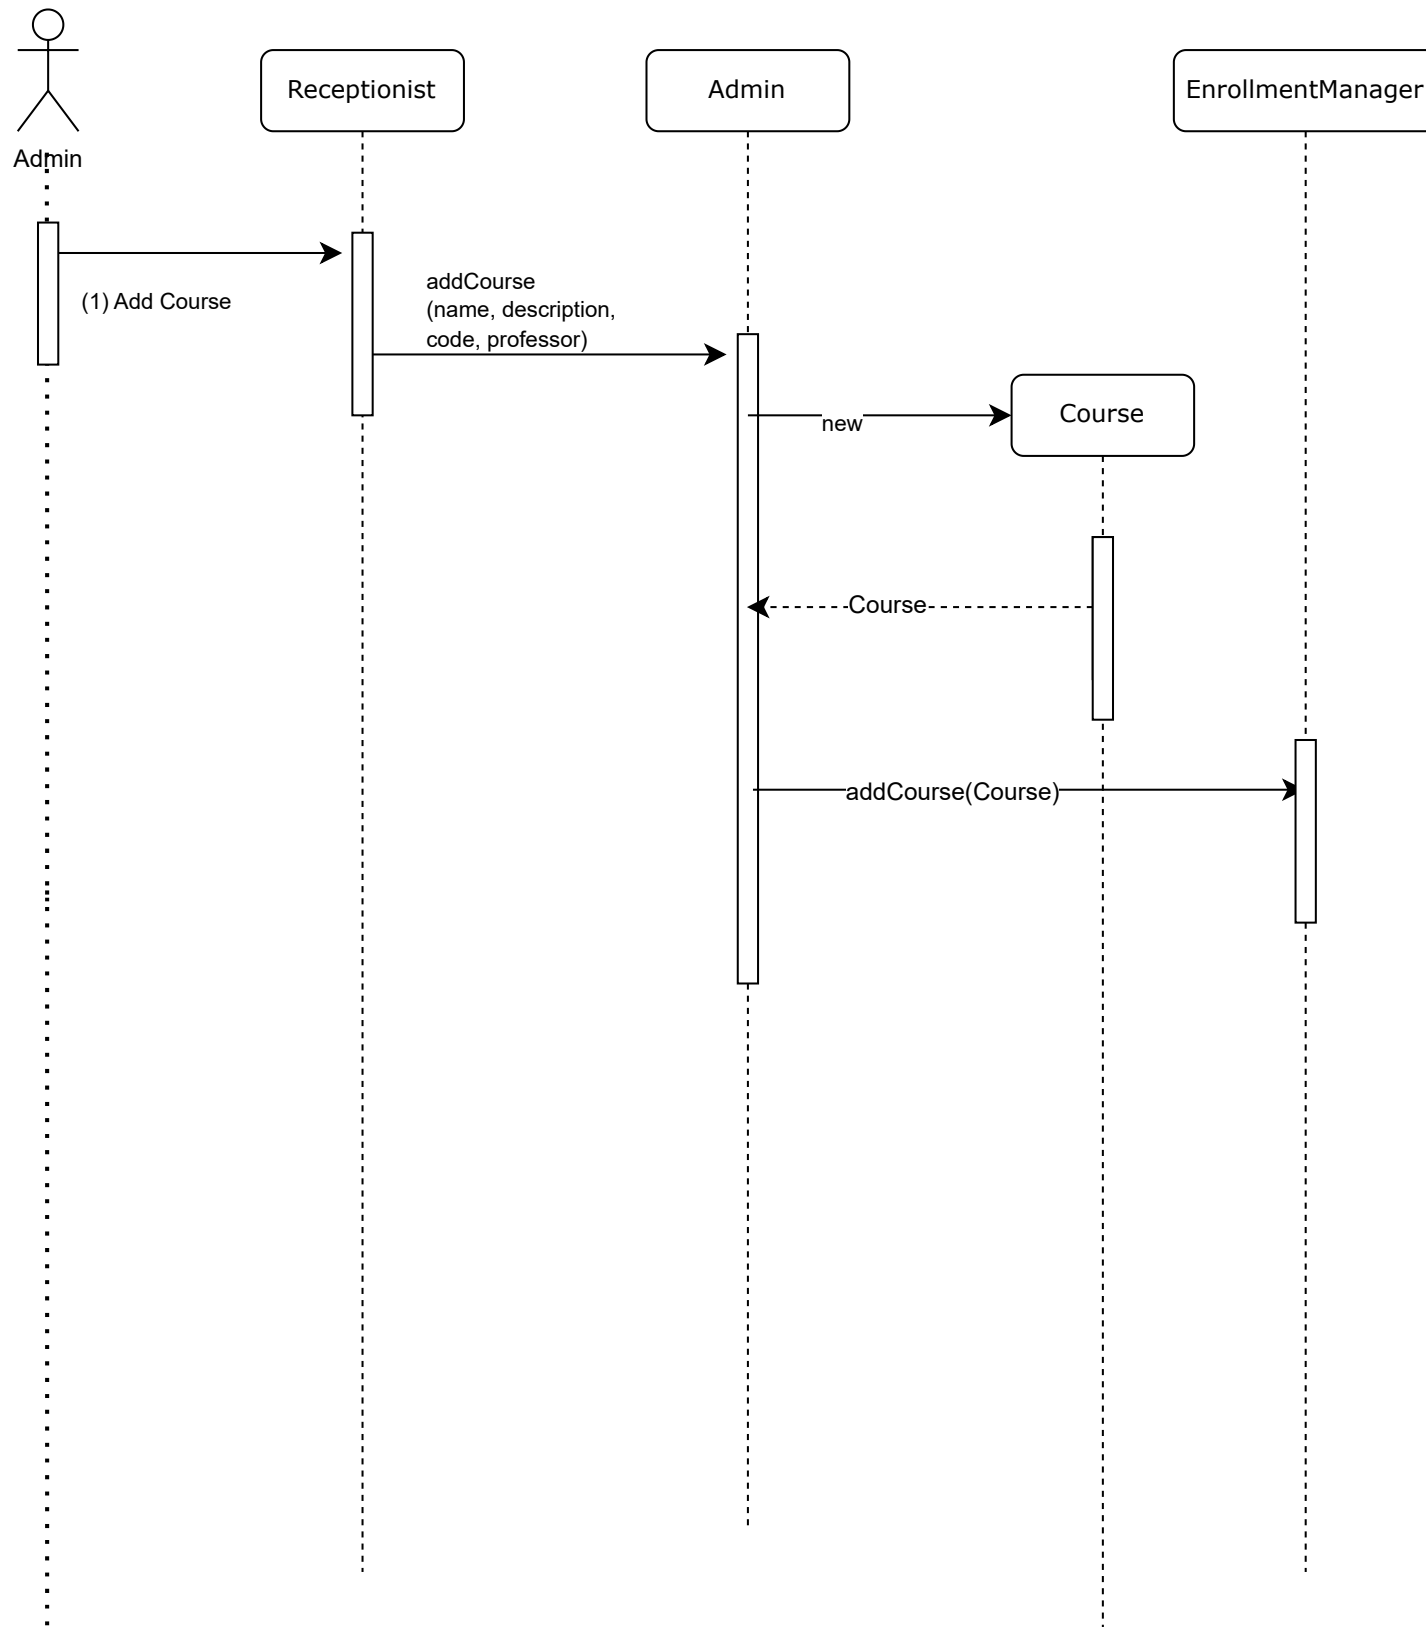 Admin
Receptionist
Admin
EnrollmentManager
(1) Add Course
addCourse
(name, description,
code, professor)
new
Course
Course
addCourse(Course)